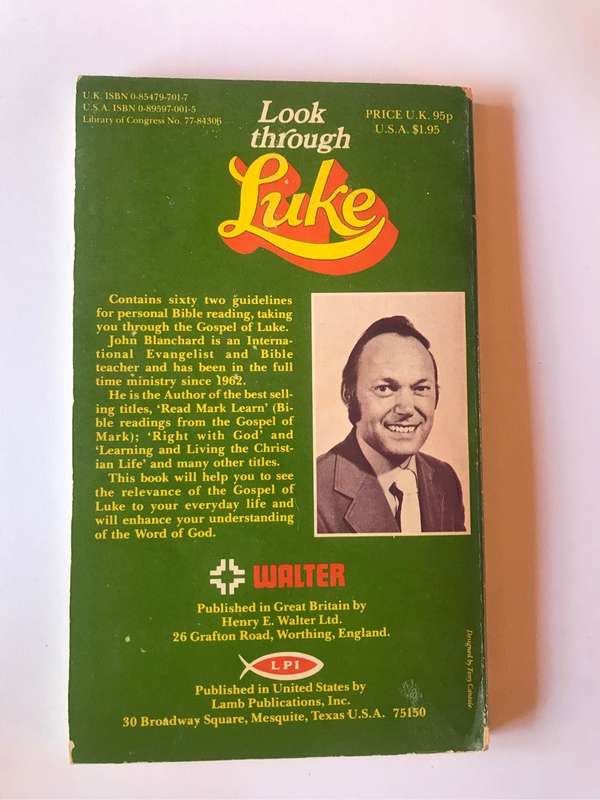 U.K. ISBN 0-85479-701-7
U.S.A. ISBN 0-89597-001-5
Library of Congress No. 77-84306
PRICE U.K. 95p
U.S.A. $1.95
Look
through
Luke
Contains sixty two guidelines
for personal Bible reading, taking
you through the Gospel of Luke.
John Blanchard is an Interna-
tional Evangelist and Bible
teacher and has been in the full
time ministry since 1962.
He is the Author of the best sell-
ing titles, 'Read Mark Learn' (Bi-
ble readings from the Gospel of
Mark); 'Right with God' and
'Learning and Living the Christ-
ian Life' and many other titles.
This book will help you to see
the relevance of the Gospel of
Luke to your everyday life and
will enhance your understanding
of the Word of God.
WALTER
Published in Great Britain by
Henry E. Walter Ltd.
26 Grafton Road, Worthing, England.
LPI
Published in United States by
Lamb Publications, Inc.
30 Broadway Square, Mesquite, Texas U.S.A. 75150
Designed by Tony